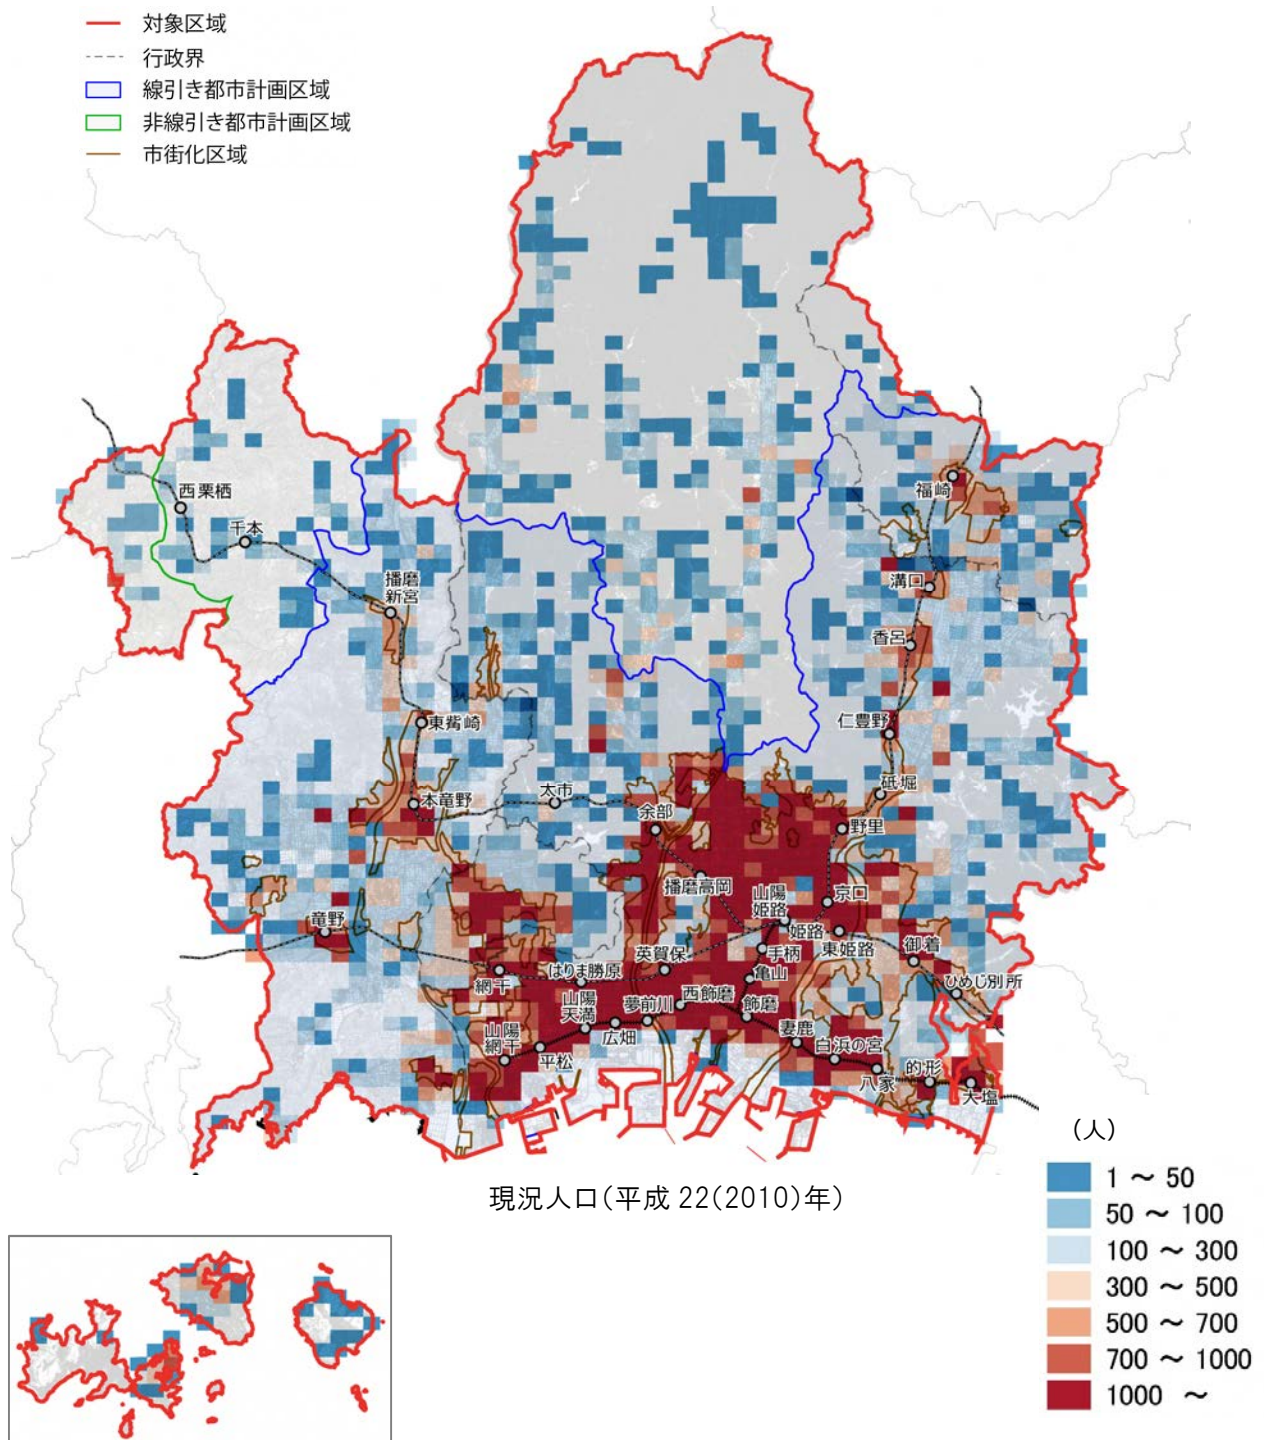 対象区域
行政界
線引き都市計画区域
非線引き都市計画区域
市街化区域
西栗栖
千本
播磨
新宮
東觜崎
本竜野
太市
余部
播磨高岡
竜野
網干
はりま勝原
英賀保
山陽
姫路
姫路
京口
東姫路
野里
砥堀
仁豊野
香呂
溝口
福崎
御着
ひめじ別所
手柄
亀山
西飾磨
飾磨
夢前川
広畑
山陽
天満
平松
山陽
網干
妻鹿
白浜の宮
八家
的形
大塩
現況人口(平成 22(2010)年)
(人)
1 ～ 50
50 ～ 100
100 ～ 300
300 ～ 500
500 ～ 700
700 ～ 1000
1000 ～